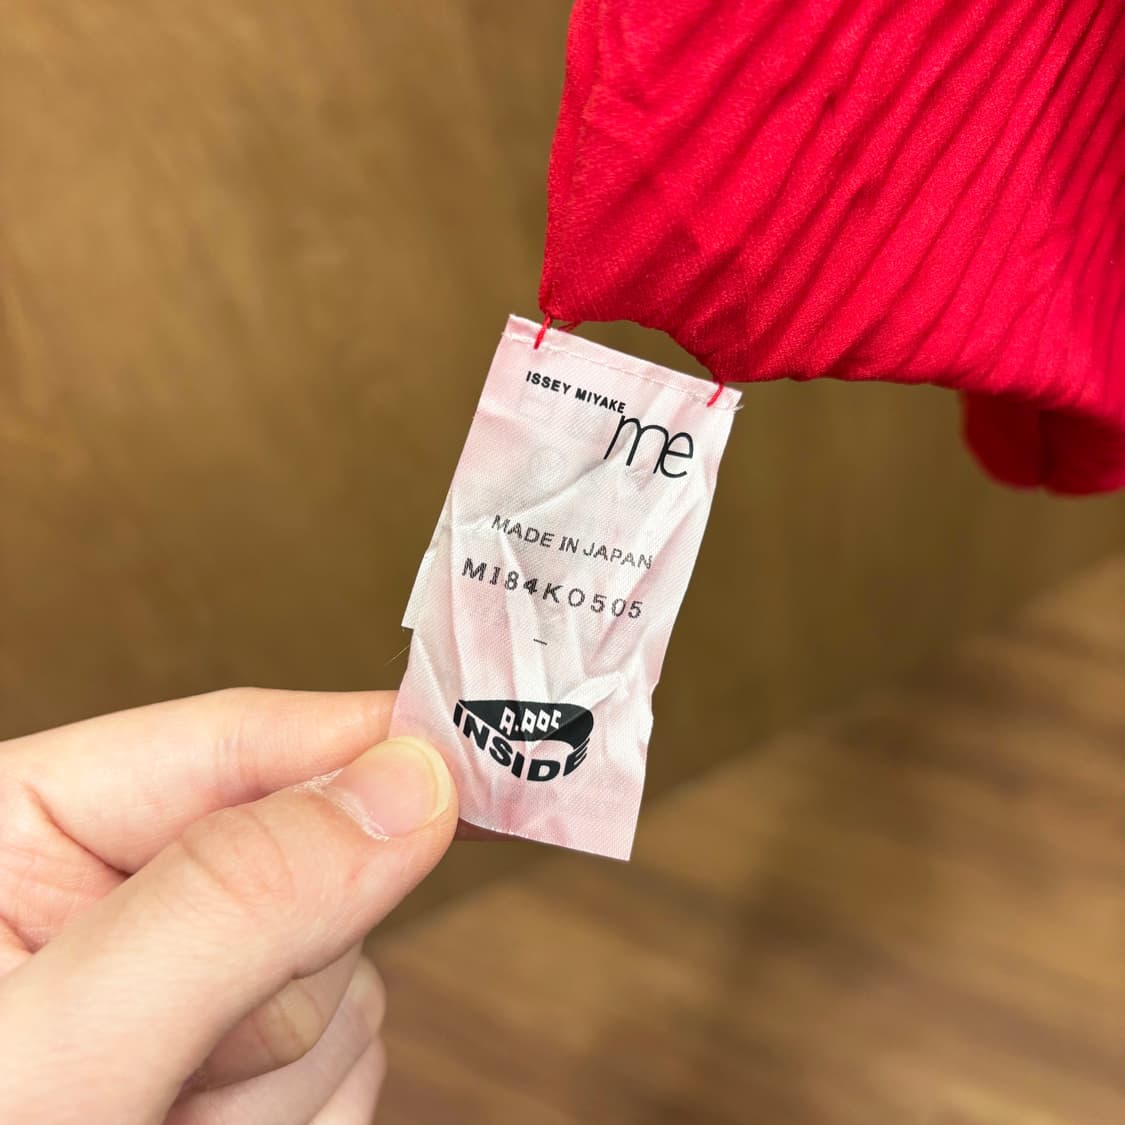 ISSEY MIYAKE
me
MADE IN JAPAN
MI84KO505
–
A-POC
INSIDE